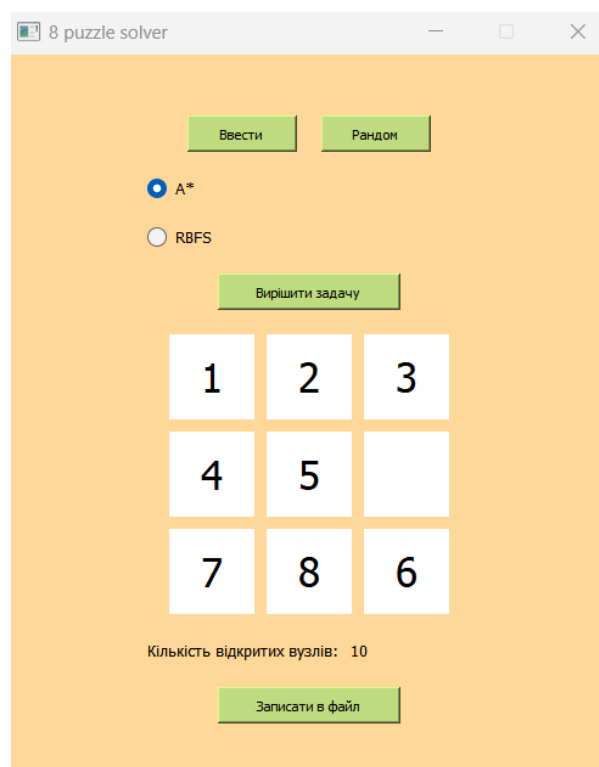 8 puzzle solver
Ввести Рандом
A*
RBFS
Вирішити задачу
1 2 3
4 5
7 8 6
Кількість відкритих вузлів: 10
Записати в файл